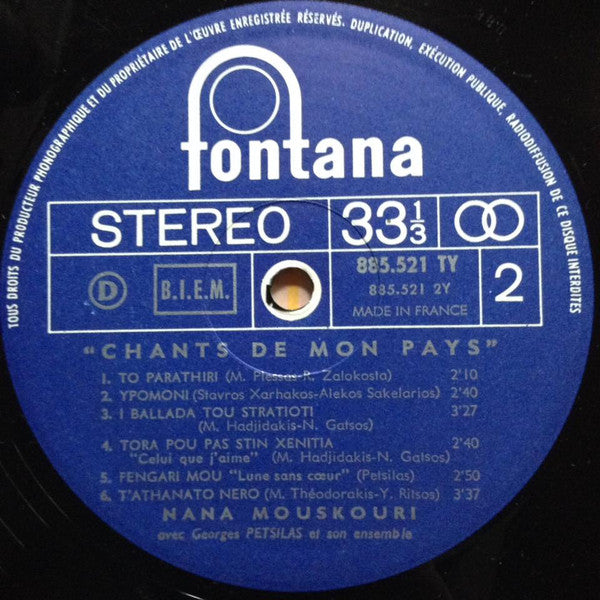 TOUS DROITS DU PRODUCTEUR PHONOGRAPHIQUE ET DU PROPRIÉTAIRE DE L'ŒUVRE ENREGISTRÉE RÉSERVÉS. DUPLICATION, EXÉCUTION PUBLIQUE, RADIODIFFUSION DE CE DISQUE INTERDITES
fontana
STEREO 33 1/3
D B.I.E.M. 885.521 TY 2
885.521 2Y
MADE IN FRANCE
"CHANTS DE MON PAYS"
1. TO PARATHIRI (M. Plessas-R. Zalokosta) 2'10
2. YPOMONI (Stavros Xarhakos-Alekos Sakelarios) 2'40
3. I BALLADA TOU STRATIOTI 3'27
(M. Hadjidakis-N. Gatsos)
4. TORA POU PAS STIN XENITIA 2'40
"Celui que j'aime" (M. Hadjidakis-N. Gatsos)
5. FENGARI MOU "Lune sans cœur" (Petsilas) 2'50
6. T'ATHANATO NERO (M. Théodorakis-Y. Ritsos) 3'37
NANA MOUSKOURI
avec Georges PETSILAS et son ensemble